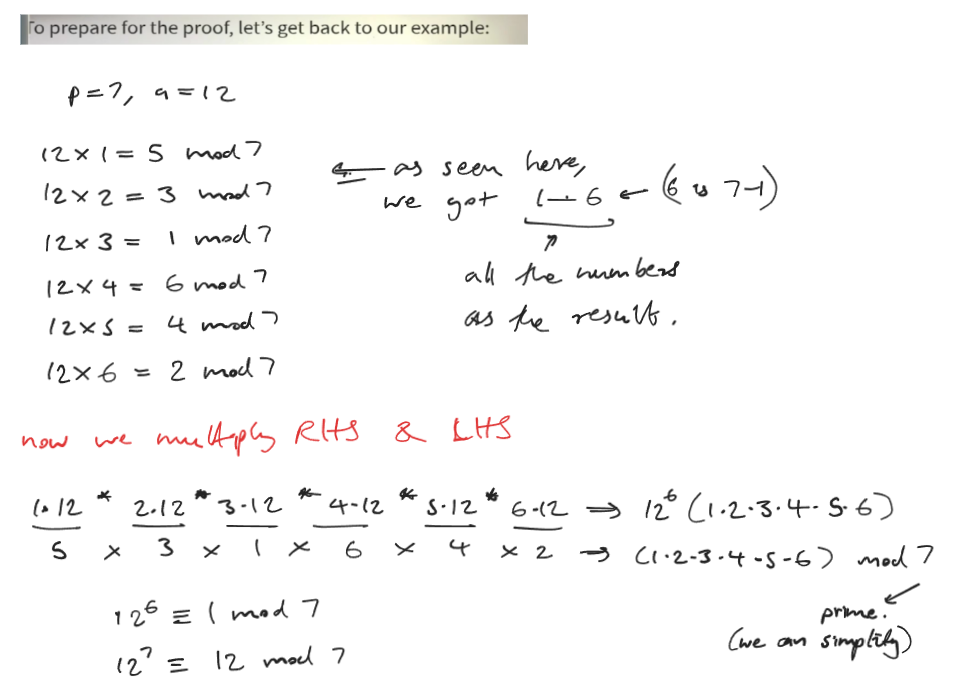 To prepare for the proof, let's get back to our example:
p=7, a=12
12×1=5 mod 7
12×2=3 mod 7
12×3= 1 mod 7
12×4= 6 mod 7
12×5= 4 mod 7
12×6= 2 mod 7
← as seen here,
we got 1→6 ← (6 is 7-1)
all the numbers
as the result.
now we multiply RHS & LHS
1·12 * 2·12 * 3·12 * 4·12 * 5·12 * 6·12 ⇒ 12⁶ (1·2·3·4·5·6)
5 × 3 × 1 × 6 × 4 × 2 ⇒ (1·2·3·4·5·6) mod 7
prime.
(we can simplify)
12⁶ ≡ 1 mod 7
12⁷ ≡ 12 mod 7